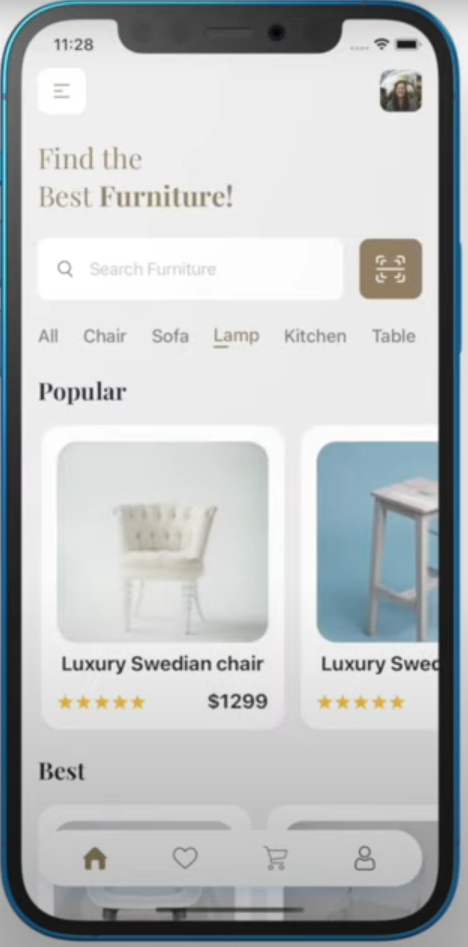 11:28
Find the
Best Furniture!
Search Furniture
All Chair Sofa Lamp Kitchen Table
Popular
Luxury Swedian chair
Luxury Swed
$1299
Best